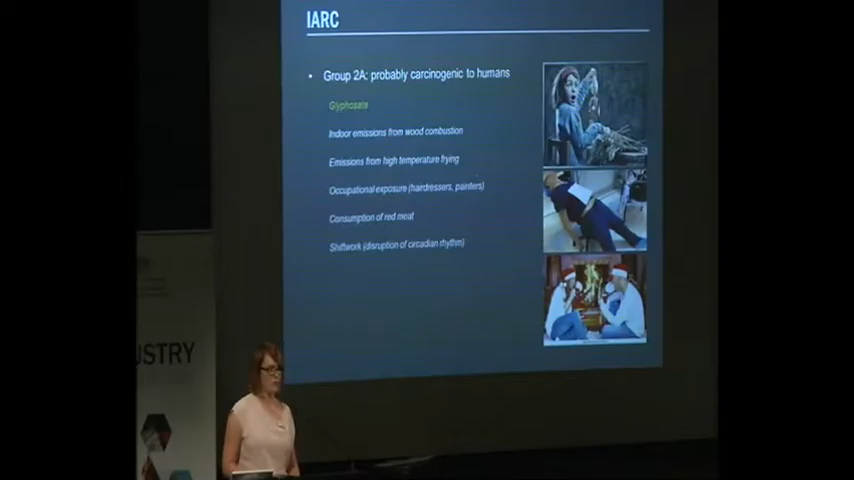 IARC
• Group 2A: probably carcinogenic to humans
Glyphosate
Indoor emissions from wood combustion
Emissions from high temperature frying
Occupational exposure (hairdressers, painters)
Consumption of red meat
Shiftwork (disruption of circadian rhythm)
USTRY